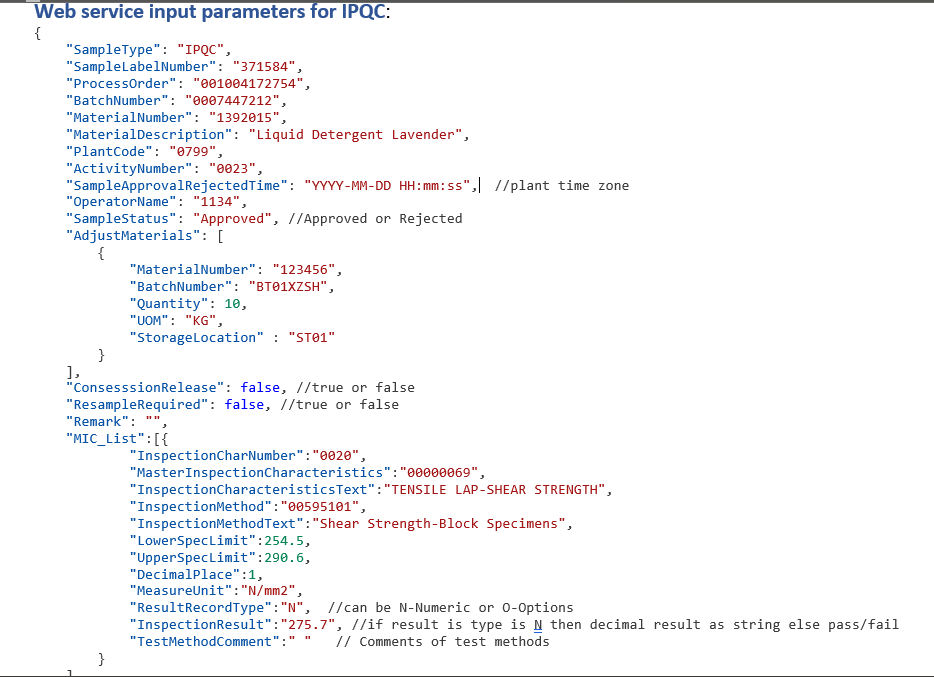 Web service input parameters for IPQC:
{
"SampleType": "IPQC",
"SampleLabelNumber": "371584",
"ProcessOrder": "001004172754",
"BatchNumber": "0007447212",
"MaterialNumber": "1392015",
"MaterialDescription": "Liquid Detergent Lavender",
"PlantCode": "0799",
"ActivityNumber": "0023",
"SampleApprovalRejectedTime": "YYYY-MM-DD HH:mm:ss", //plant time zone
"OperatorName": "1134",
"SampleStatus": "Approved", //Approved or Rejected
"AdjustMaterials": [
{
"MaterialNumber": "123456",
"BatchNumber": "BT01XZSH",
"Quantity": 10,
"UOM": "KG",
"StorageLocation" : "ST01"
}
],
"ConsesssionRelease": false, //true or false
"ResampleRequired": false, //true or false
"Remark": "",
"MIC_List":[{
"InspectionCharNumber":"0020",
"MasterInspectionCharacteristics":"00000069",
"InspectionCharacteristicsText":"TENSILE LAP-SHEAR STRENGTH",
"InspectionMethod":"00595101",
"InspectionMethodText":"Shear Strength-Block Specimens",
"LowerSpecLimit":254.5,
"UpperSpecLimit":290.6,
"DecimalPlace":1,
"MeasureUnit":"N/mm2",
"ResultRecordType":"N", //can be N-Numeric or O-Options
"InspectionResult":"275.7", //if result is type is N then decimal result as string else pass/fail
"TestMethodComment":" " // Comments of test methods
}
]